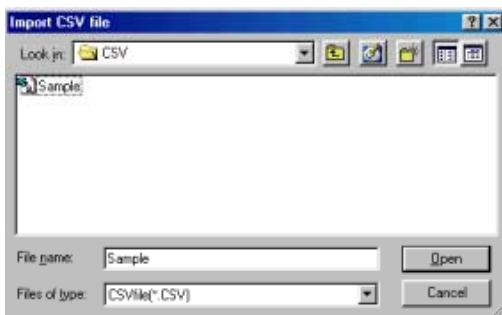 Import CSV file
Look in: CSV
Sample
File name: Sample Open
Files of type: CSVfile(*.CSV) Cancel